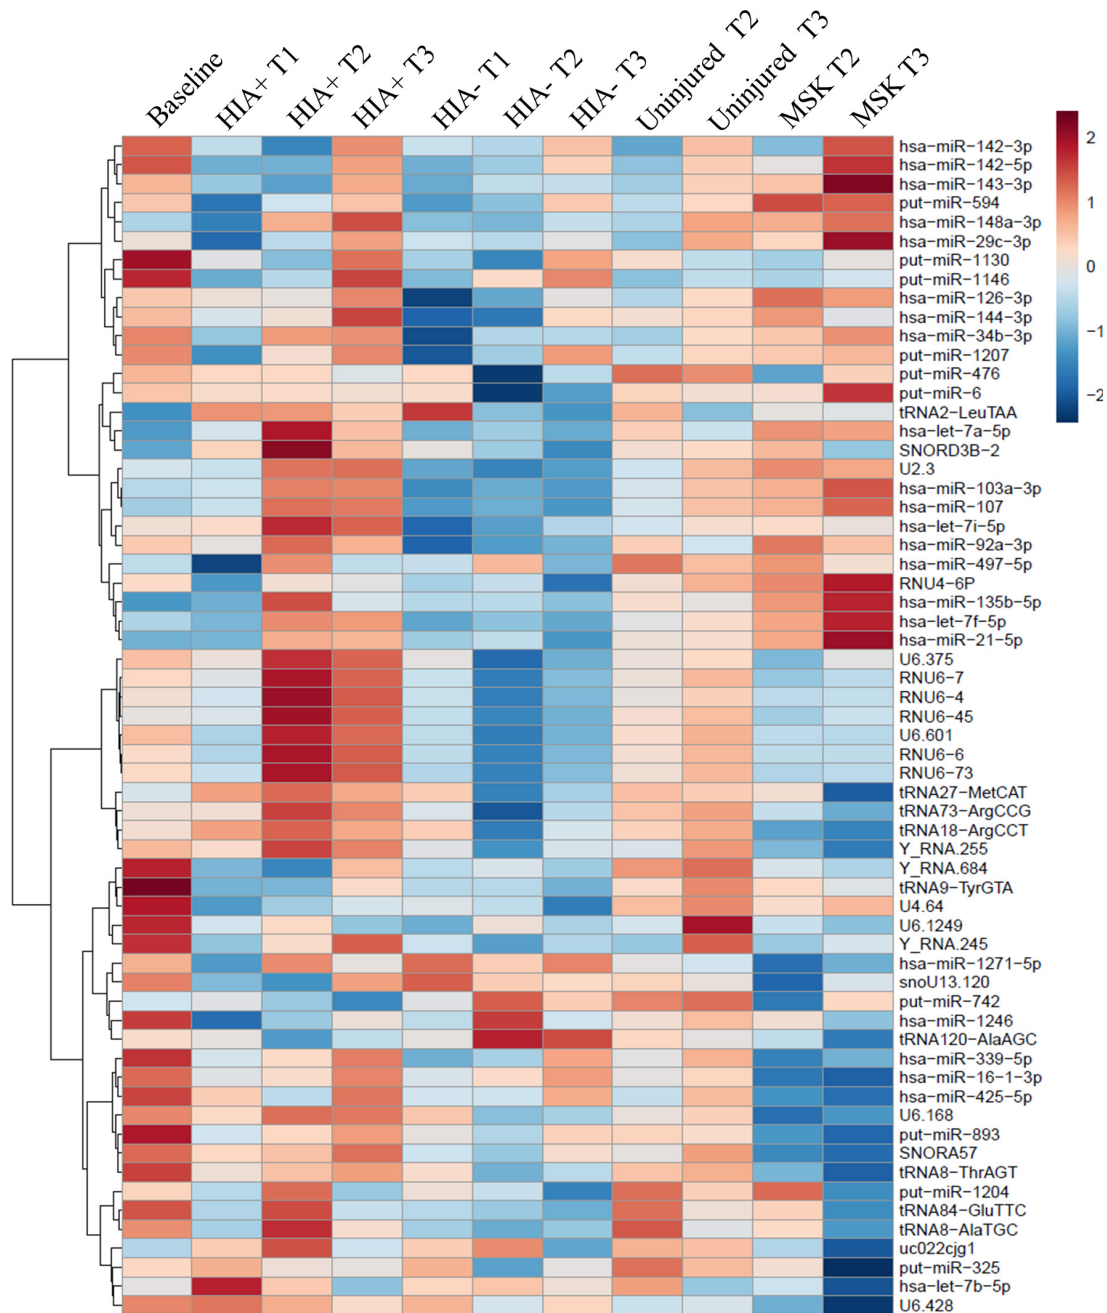 Baseline
HIA+ T1
HIA+ T2
HIA+ T3
HIA- T1
HIA- T2
HIA- T3
Uninjured T2
Uninjured T3
MSK T2
MSK T3
2
1
0
−1
−2
hsa−miR−142−3p
hsa−miR−142−5p
hsa−miR−143−3p
put−miR−594
hsa−miR−148a−3p
hsa−miR−29c−3p
put−miR−1130
put−miR−1146
hsa−miR−126−3p
hsa−miR−144−3p
hsa−miR−34b−3p
put−miR−1207
put−miR−476
put−miR−6
tRNA2−LeuTAA
hsa−let−7a−5p
SNORD3B−2
U2.3
hsa−miR−103a−3p
hsa−miR−107
hsa−let−7i−5p
hsa−miR−92a−3p
hsa−miR−497−5p
RNU4−6P
hsa−miR−135b−5p
hsa−let−7f−5p
hsa−miR−21−5p
U6.375
RNU6−7
RNU6−4
RNU6−45
U6.601
RNU6−6
RNU6−73
tRNA27−MetCAT
tRNA73−ArgCCG
tRNA18−ArgCCT
Y_RNA.255
Y_RNA.684
tRNA9−TyrGTA
U4.64
U6.1249
Y_RNA.245
hsa−miR−1271−5p
snoU13.120
put−miR−742
hsa−miR−1246
tRNA120−AlaAGC
hsa−miR−339−5p
hsa−miR−16−1−3p
hsa−miR−425−5p
U6.168
put−miR−893
SNORA57
tRNA8−ThrAGT
put−miR−1204
tRNA84−GluTTC
tRNA8−AlaTGC
uc022cjg1
put−miR−325
hsa−let−7b−5p
U6.428